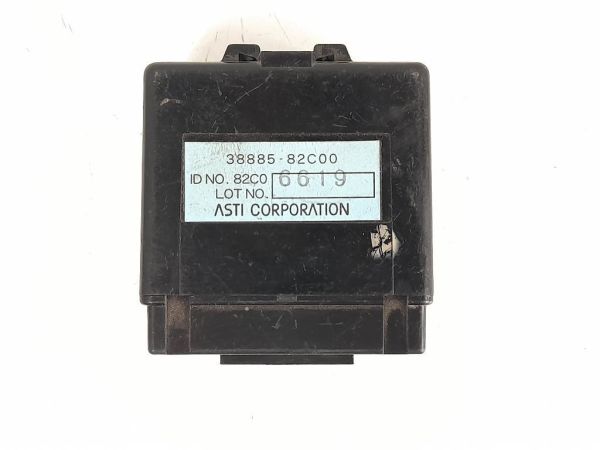 38885-82C00
ID NO. 82C0
LOT NO. 6619
ASTI CORPORATION